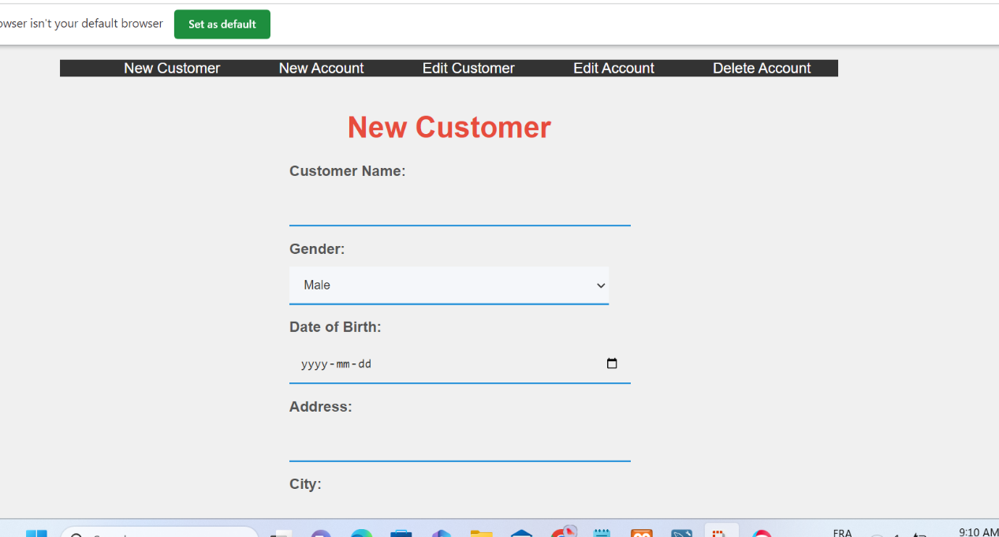 isn't your default browser Set as default
New Customer New Account Edit Customer Edit Account Delete Account
New Customer
Customer Name:
Gender:
Male
Date of Birth:
yyyy-mm-dd
Address:
City:
FRA 9:10 AM